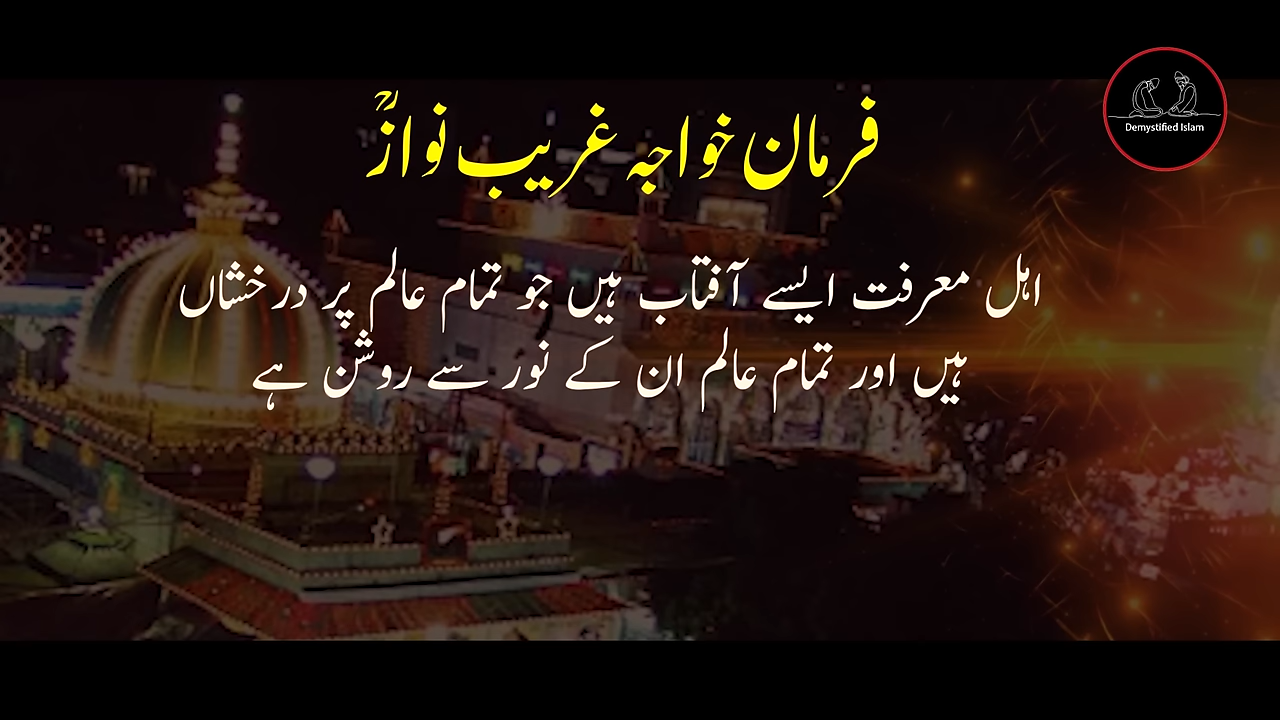 فرمان خواجہ غریب نوازؒ
اہل معرفت ایسے آفتاب ہیں جو تمام عالم پر درخشاں
ہیں اور تمام عالم ان کے نور سے روشن ہے
Demystified Islam